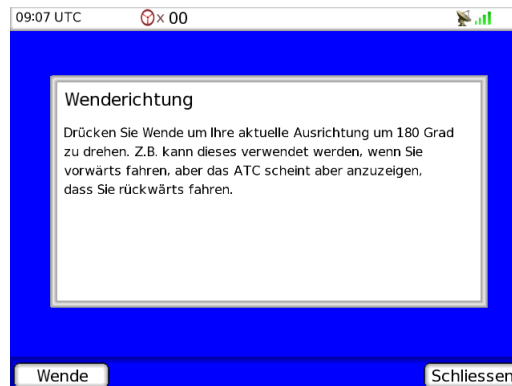 09:07 UTC × 00
Wenderichtung
Drücken Sie Wende um Ihre aktuelle Ausrichtung um 180 Grad
zu drehen. Z.B. kann dieses verwendet werden, wenn Sie
vorwärts fahren, aber das ATC scheint aber anzuzeigen,
dass Sie rückwärts fahren.
Wende Schliessen